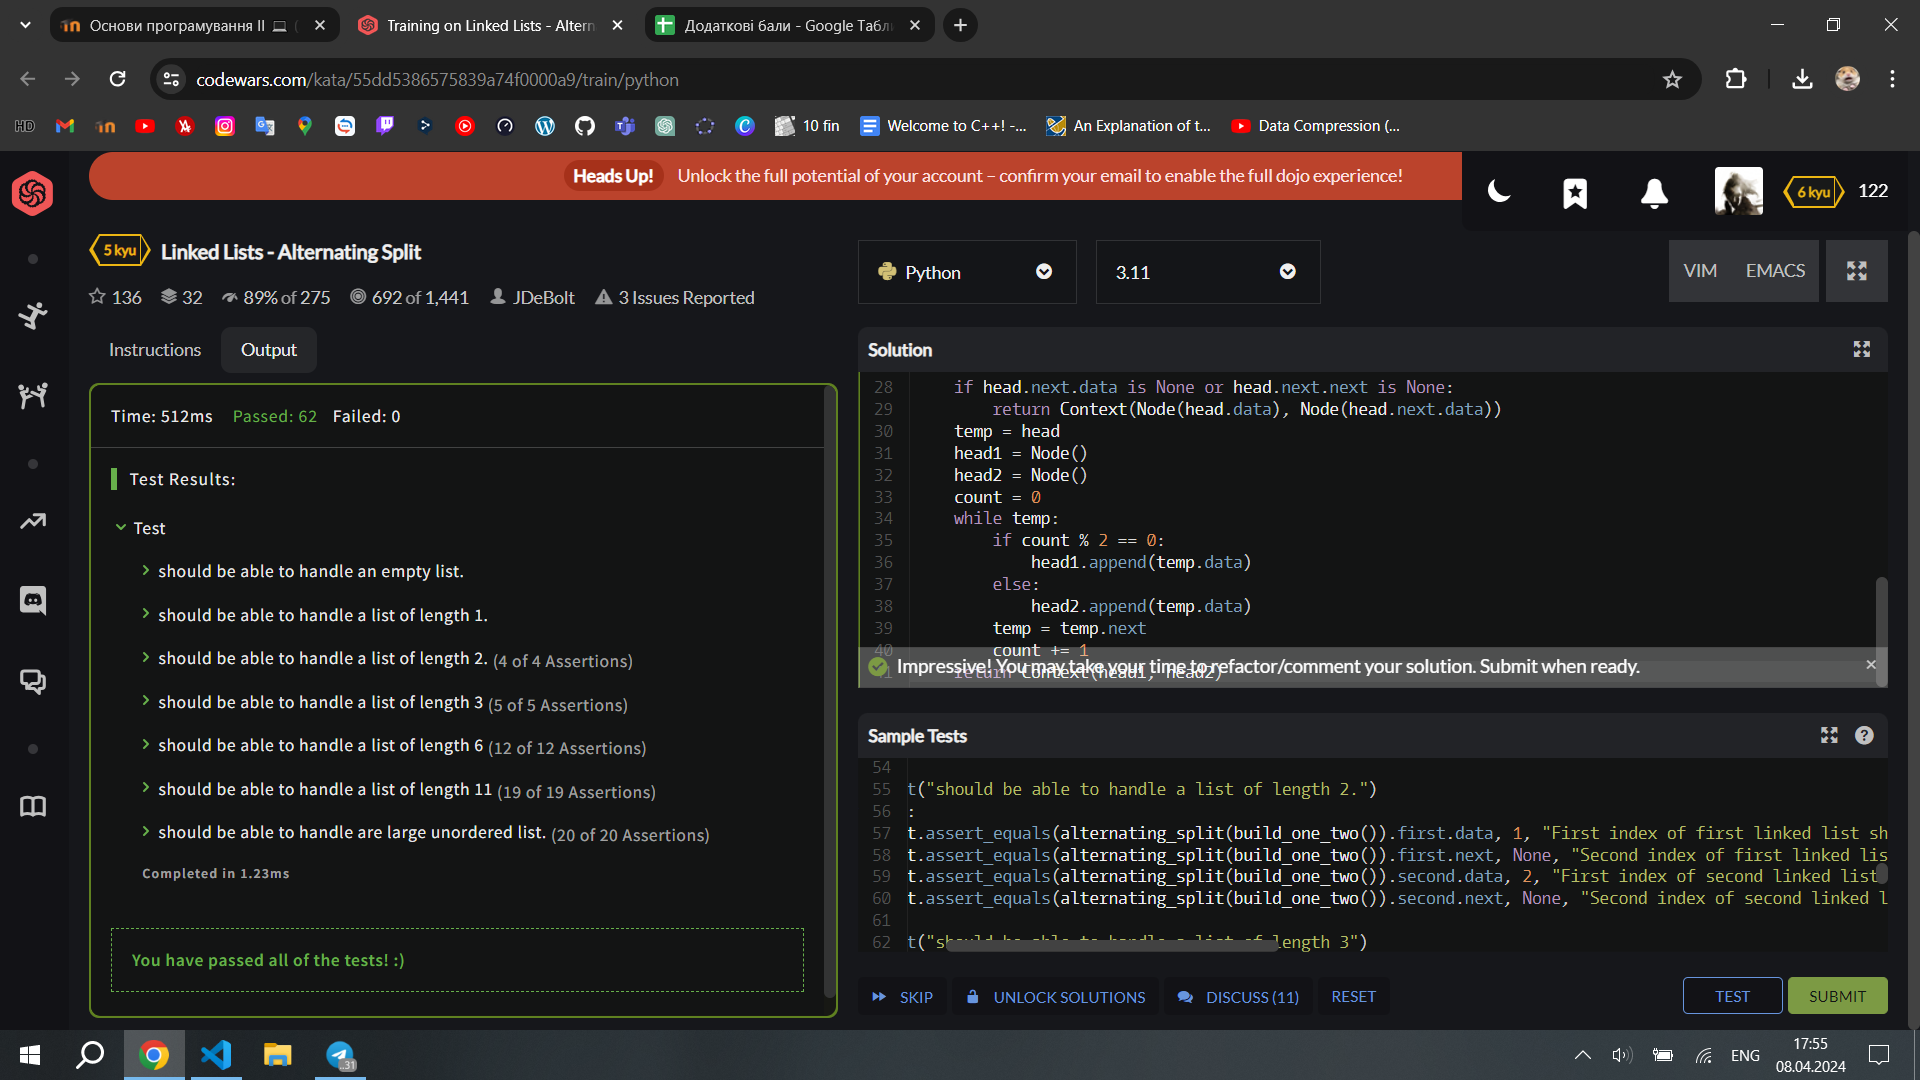 Основи програмування II
Training on Linked Lists - Altern
Додаткові бали - Google Табл
codewars.com/kata/55dd5386575839a74f0000a9/train/python
HD
10 fin
Welcome to C++! -...
An Explanation of t...
Data Compression (...
Heads Up! Unlock the full potential of your account – confirm your email to enable the full dojo experience!
6 kyu 122
5 kyu Linked Lists - Alternating Split
136 32 89% of 275 692 of 1,441 JDeBolt 3 Issues Reported
Python
3.11
VIM EMACS
Instructions Output
Time: 512ms Passed: 62 Failed: 0
Test Results:
Test
should be able to handle an empty list.
should be able to handle a list of length 1.
should be able to handle a list of length 2. (4 of 4 Assertions)
should be able to handle a list of length 3 (5 of 5 Assertions)
should be able to handle a list of length 6 (12 of 12 Assertions)
should be able to handle a list of length 11 (19 of 19 Assertions)
should be able to handle are large unordered list. (20 of 20 Assertions)
Completed in 1.23ms
You have passed all of the tests! :)
Solution
28 if head.next.data is None or head.next.next is None:
29 return Context(Node(head.data), Node(head.next.data))
30 temp = head
31 head1 = Node()
32 head2 = Node()
33 count = 0
34 while temp:
35 if count % 2 == 0:
36 head1.append(temp.data)
37 else:
38 head2.append(temp.data)
39 temp = temp.next
40 count += 1
Impressive! You may take your time to refactor/comment your solution. Submit when ready.
41 return Context(head1, head2)
Sample Tests
54
55 t("should be able to handle a list of length 2.")
56 :
57 t.assert_equals(alternating_split(build_one_two()).first.data, 1, "First index of first linked list sh
58 t.assert_equals(alternating_split(build_one_two()).first.next, None, "Second index of first linked lis
59 t.assert_equals(alternating_split(build_one_two()).second.data, 2, "First index of second linked list
60 t.assert_equals(alternating_split(build_one_two()).second.next, None, "Second index of second linked l
61
62 t("should be able to handle a list of length 3")
SKIP UNLOCK SOLUTIONS DISCUSS (11) RESET
TEST SUBMIT
..31
ENG
17:55
08.04.2024